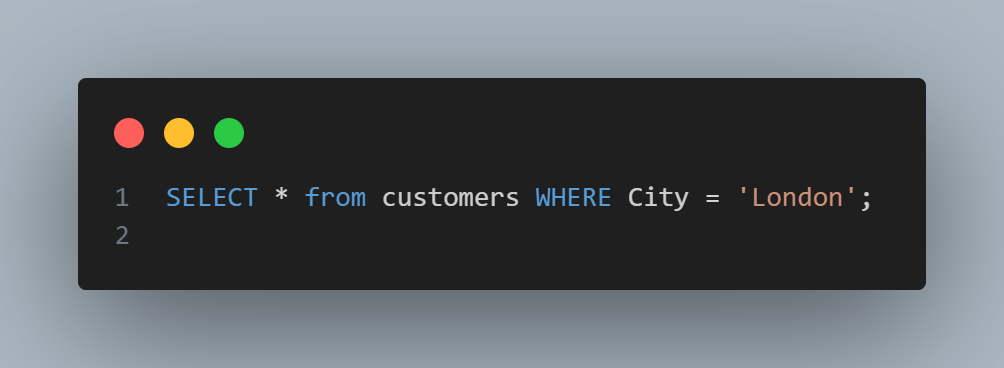 1 SELECT * from customers WHERE City = 'London';
2